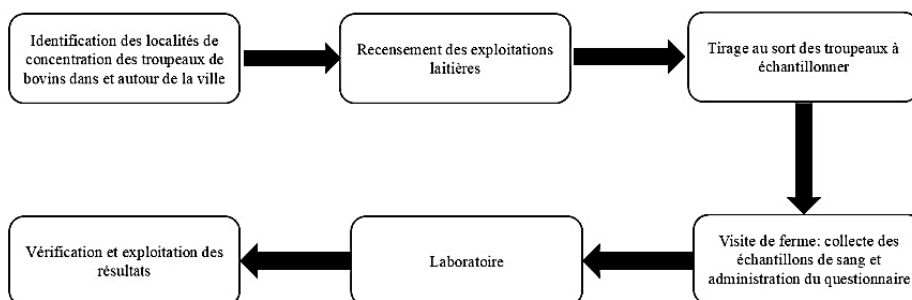 Identification des localités de
concentration des troupeaux de
bovins dans et autour de la ville
Recensement des exploitations
laitières
Tirage au sort des troupeaux à
échantillonner
Visite de ferme: collecte des
échantillons de sang et
administration du questionnaire
Laboratoire
Vérification et exploitation des
résultats